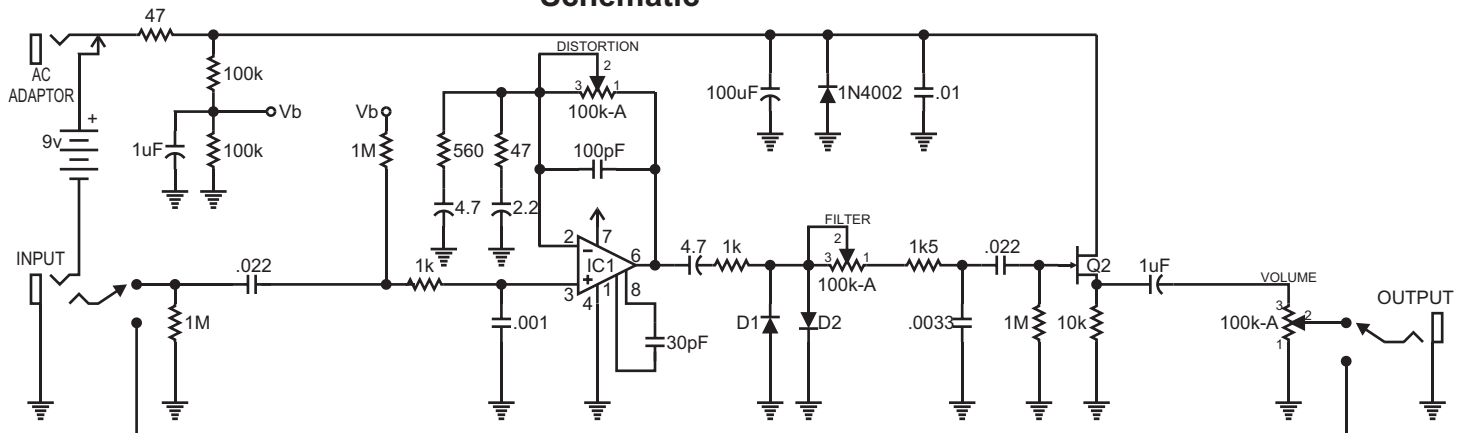 Schematic
47
DISTORTION
2
3
1
100k-A
AC
ADAPTOR
100k
Vb
Vb
100uF
1N4002
.01
+
9v
1uF
100k
1M
560
47
100pF
4.7
2.2
INPUT
FILTER
2
7
2
6
4.7
1k
3
1
1k5
.022
Q2
1uF
VOLUME
OUTPUT
.022
1k
IC1
−
+
3
4
1
8
100k-A
3
2
1
100k-A
1M
.001
30pF
D1
D2
.0033
1M
10k